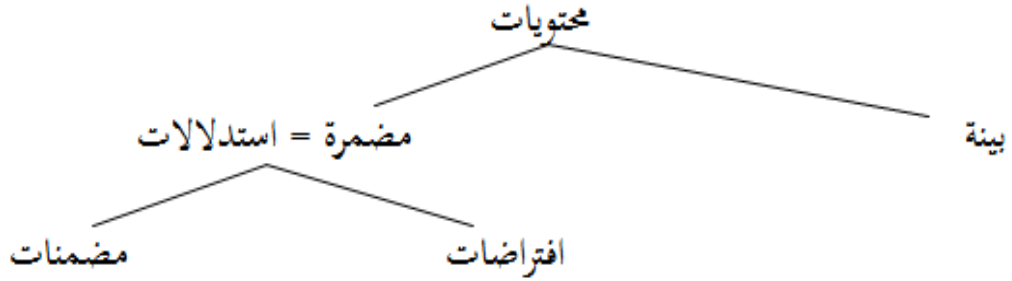 محتويات
بينة
مضمرة = استدلالات
افتراضات
مضمنات